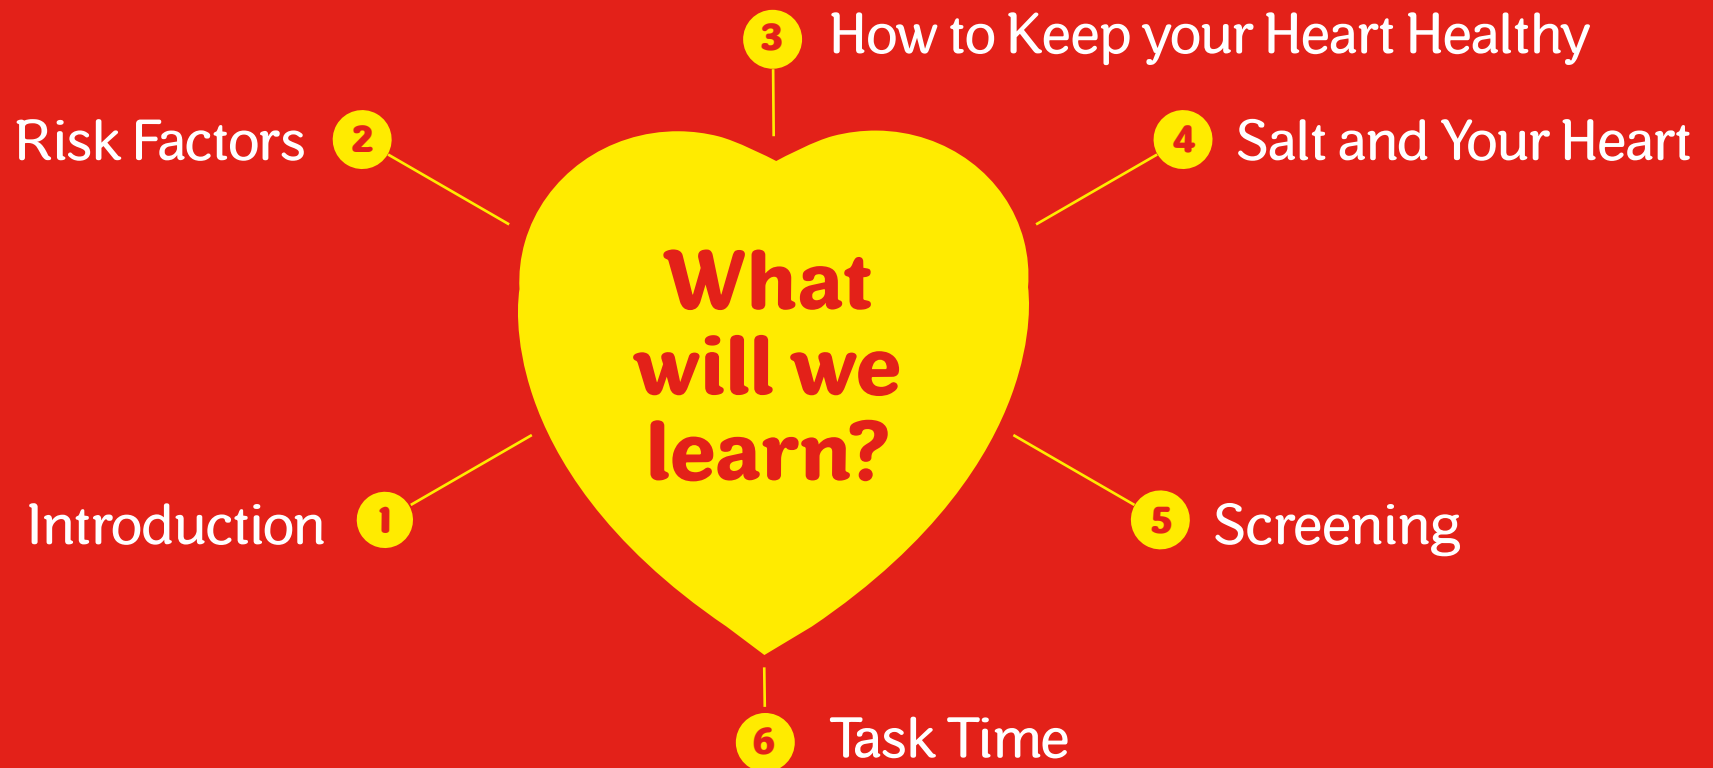 What
will we
learn?
1 Introduction
2 Risk Factors
3 How to Keep your Heart Healthy
4 Salt and Your Heart
5 Screening
6 Task Time